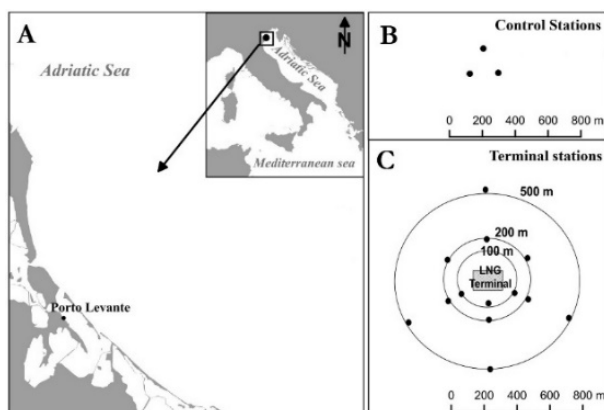 A
Adriatic Sea
N
Adriatic Sea
Mediterranean sea
Porto Levante
B
Control Stations
0 200 400 600 800 m
C
Terminal stations
500 m
200 m
100 m
LNG
Terminal
0 200 400 600 800 m